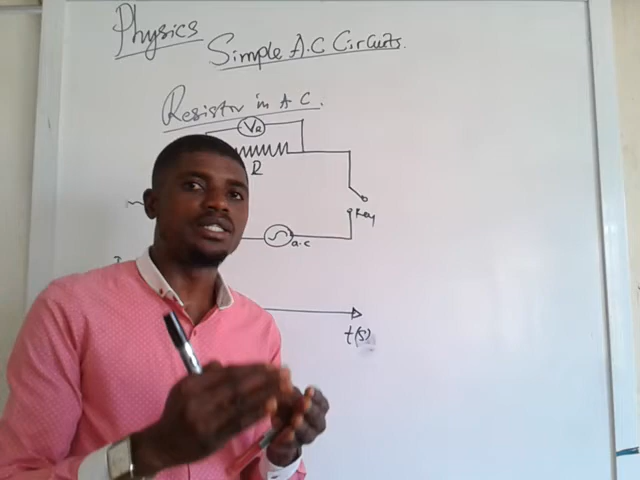 Physics
Simple A.C Circuits.
Resistor in A C.
VR
R
Key
a.c
t(s)